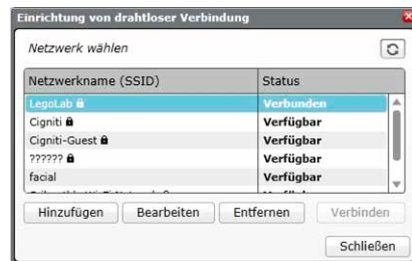 Einrichtung von drahtloser Verbindung
Netzwerk wählen
Netzwerkname (SSID) Status
LegoLab Verbunden
Cigniti Verfügbar
Cigniti-Guest Verfügbar
?????? Verfügbar
facial Verfügbar
Hinzufügen Bearbeiten Entfernen Verbinden
Schließen